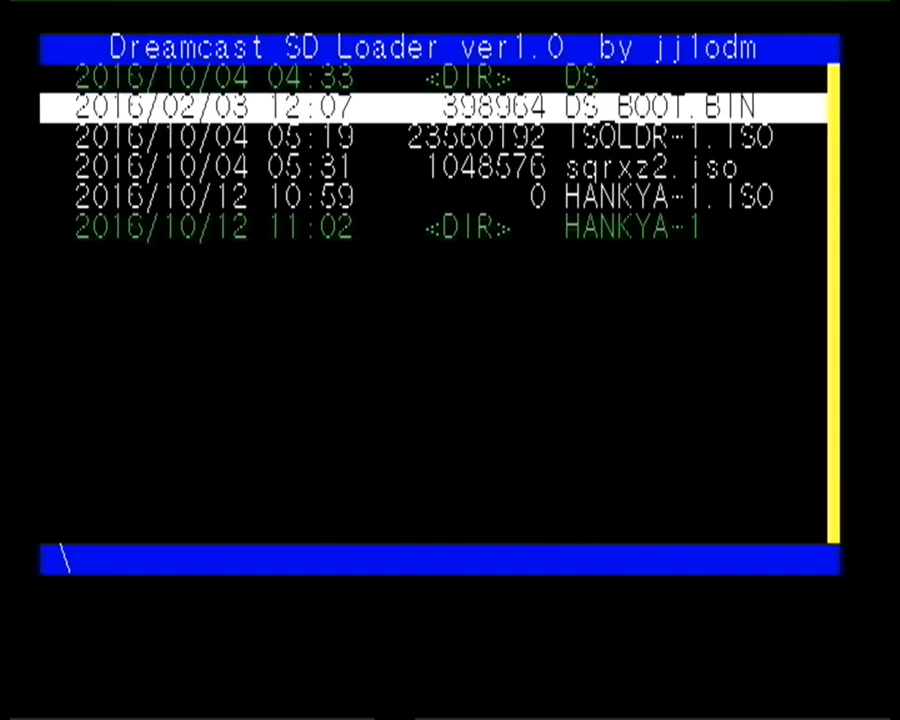 Dreamcast SD Loader ver1.0 by jj1odm
2016/10/04 04:33 <DIR> DS
2016/02/03 12:07 398964 DS_BOOT.BIN
2016/10/04 05:19 23560192 ISOLDR~1.ISO
2016/10/04 05:31 1048576 sqrxz2.iso
2016/10/12 10:59 0 HANKYA~1.ISO
2016/10/12 11:02 <DIR> HANKYA~1
\